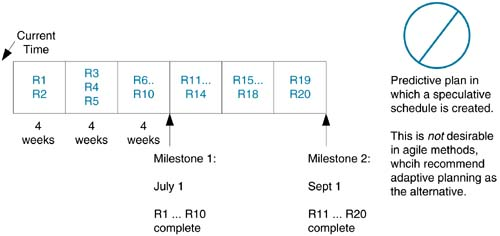 Current
Time
R1
R2
R3
R4
R5
R6..
R10
R11...
R14
R15...
R18
R19
R20
4
weeks
4
weeks
4
weeks
Milestone 1:
July 1
R1 ... R10
complete
Milestone 2:
Sept 1
R11 ... R20
complete
Predictive plan in
which a speculative
schedule is created.
This is not desirable
in agile methods,
whcih recommend
adaptive planning as
the alternative.